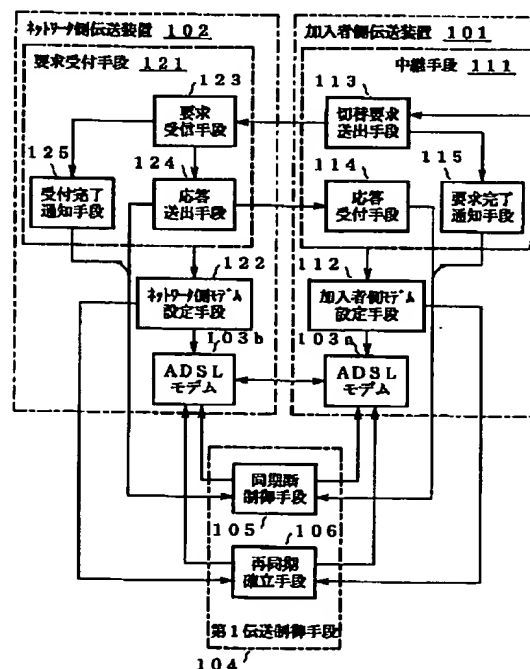 ネットワーク側伝送装置 102
要求受付手段 121
123
要求
受信手段
125
受付完了
通知手段
124
応答
送出手段
122
ネットワーク側モデム
設定手段
103b
ADSL
モデム
加入者側伝送装置 101
中継手段 111
113
切替要求
送出手段
115
要求完了
通知手段
114
応答
受付手段
112
加入者側モデム
設定手段
103a
ADSL
モデム
同期断
制御手段
105
106
再同期
確立手段
第1伝送制御手段
104